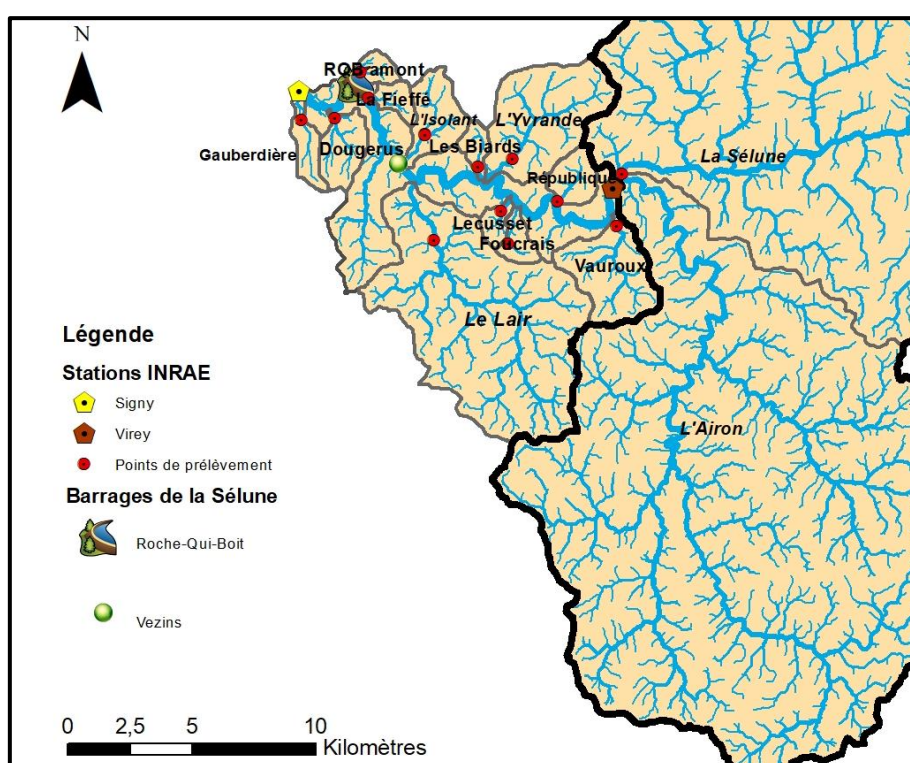 N
ROBramont
La Fieffé
L'Isolant
L'Yvrande
Gauberdière
Dougerus
Les Biards
La Sélune
République
Lecusset
Foucrais
Vauroux
Le Lair
L'Airon
Légende
Stations INRAE
Signy
Virey
Points de prélèvement
Barrages de la Sélune
Roche-Qui-Boit
Vezins
0 2,5 5 10
Kilomètres